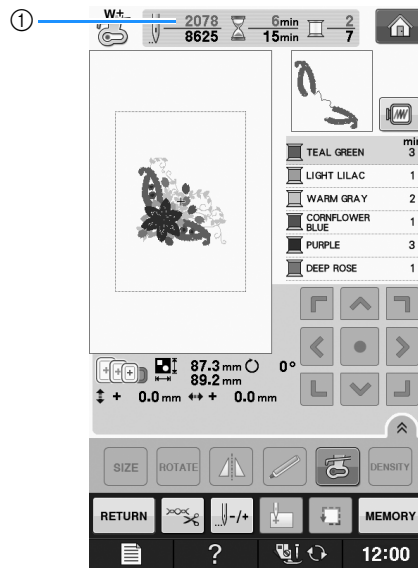 1
W+
2078 6min 2
8625 15min 7
min
TEAL GREEN 3
LIGHT LILAC 1
WARM GRAY 2
CORNFLOWER
BLUE 1
PURPLE 3
DEEP ROSE 1
87.3 mm 0°
89.2 mm
+ 0.0 mm + 0.0 mm
SIZE ROTATE DENSITY
RETURN -/+ MEMORY
? 12:00